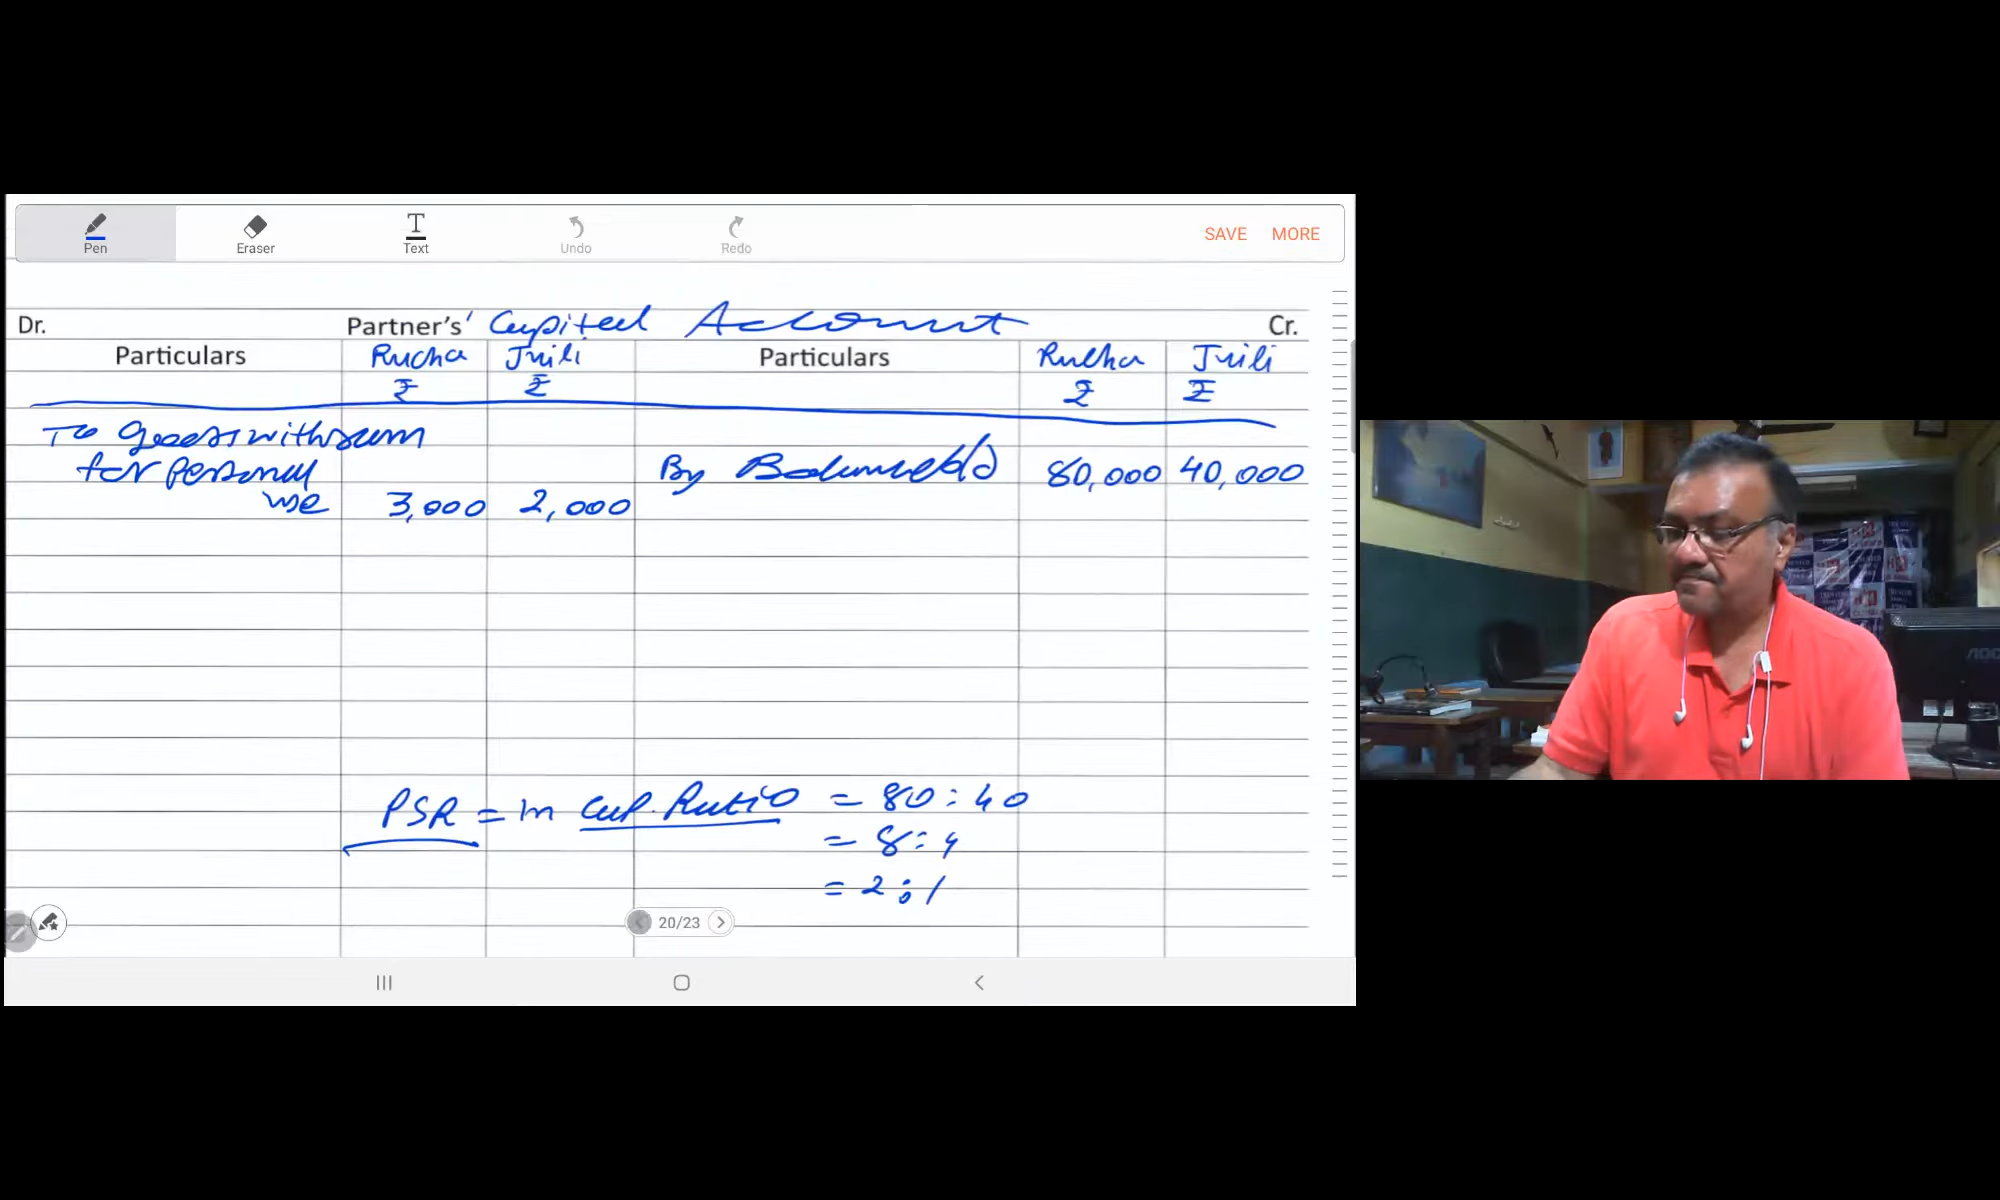 Pen Eraser Text Undo Redo SAVE MORE
Dr. Partner's' Capital Account Cr.
Particulars Rucha Juili Particulars Rucha Juili
₹ ₹ ₹ ₹
To goods withdrawn
for Personal By Balance b/d 80,000 40,000
use 3,000 2,000
PSR = in Cap. Ratio = 80 : 40
= 8 : 4
= 2 : 1
20/23
AOC